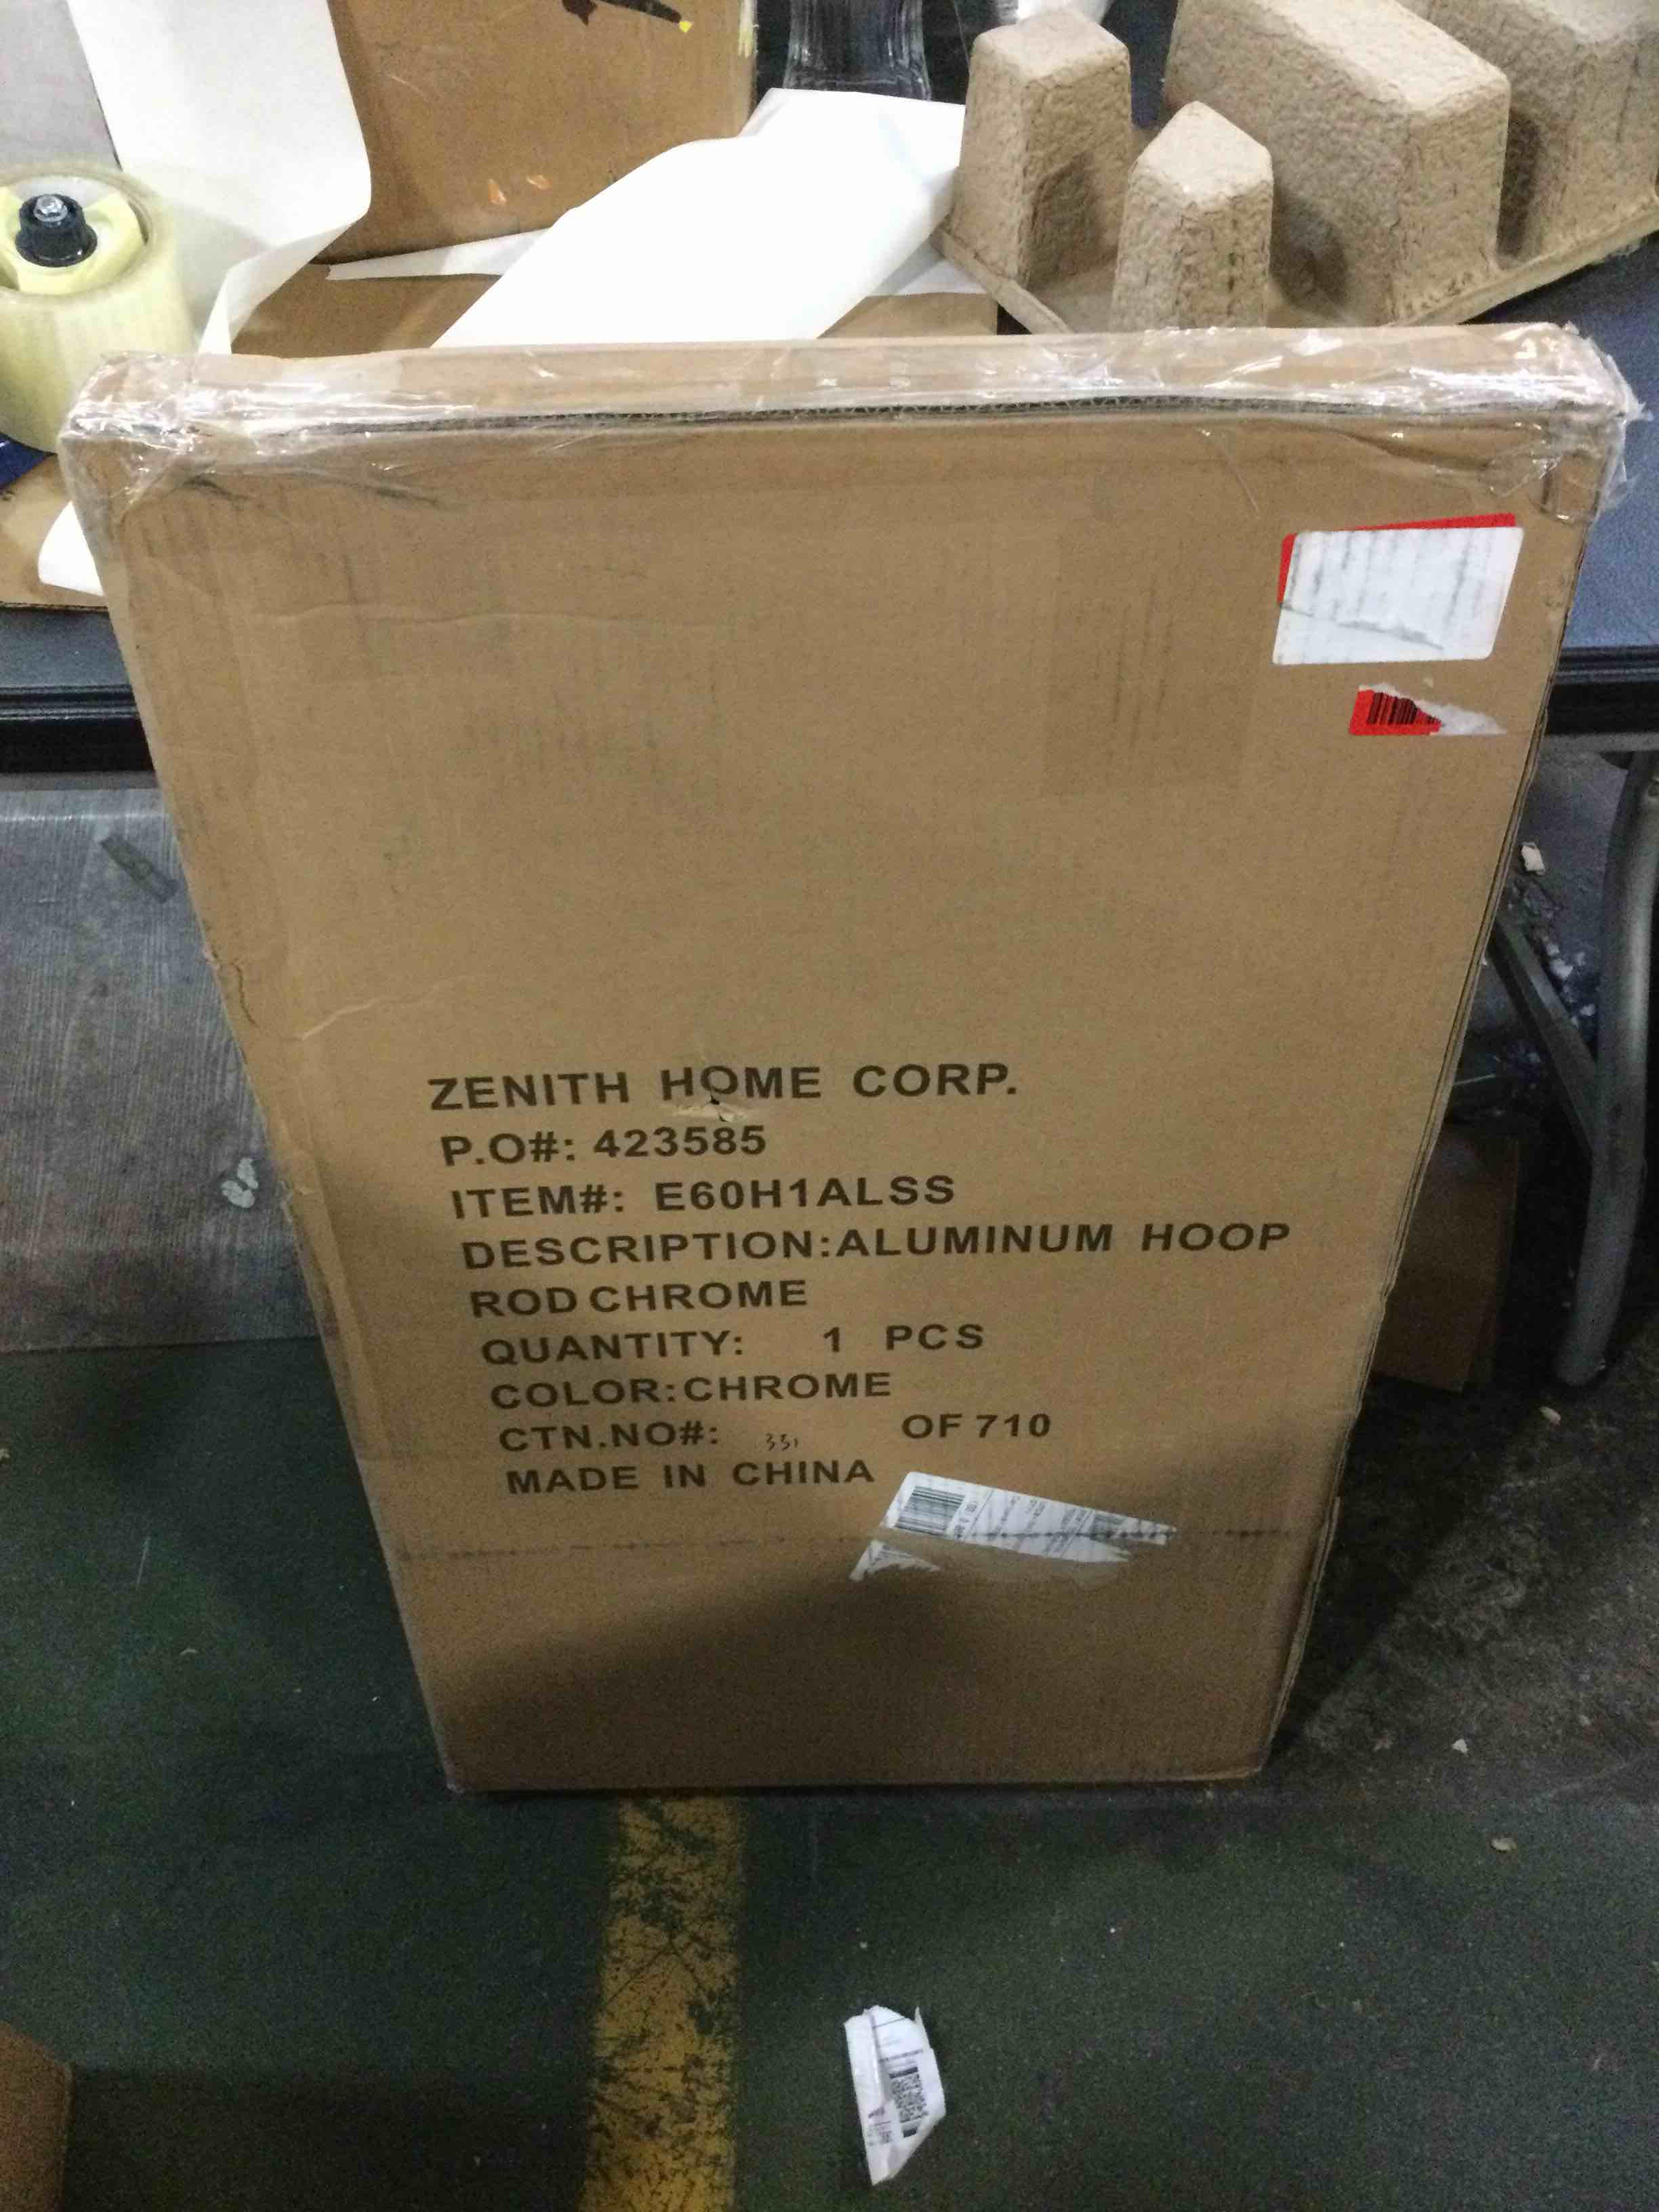 ZENITH HOME CORP.
P.O#: 423585
ITEM#: E60H1ALSS
DESCRIPTION:ALUMINUM HOOP
ROD CHROME
QUANTITY: 1 PCS
COLOR:CHROME
CTN.NO#: 331 OF 710
MADE IN CHINA